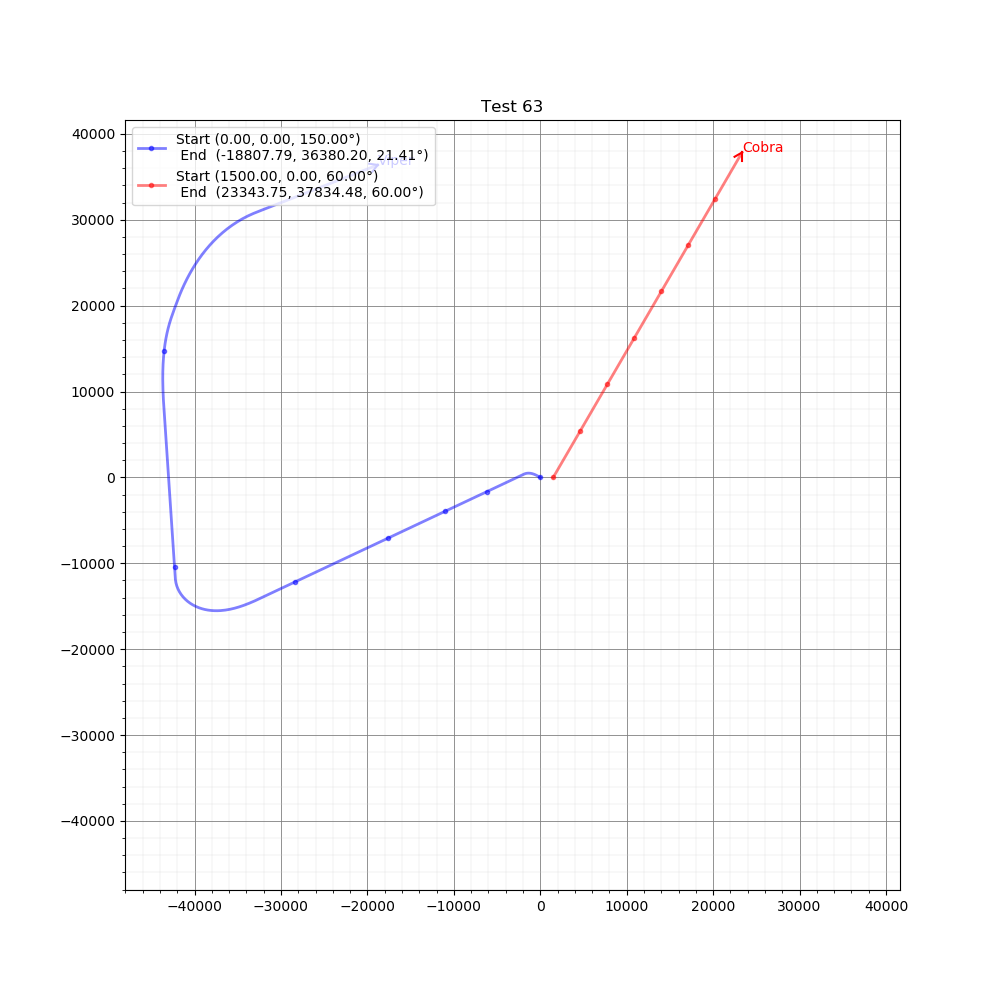 Test 63
Start (0.00, 0.00, 150.00°)
End (-18807.79, 36380.20, 21.41°)
Viper
Start (1500.00, 0.00, 60.00°)
End (23343.75, 37834.48, 60.00°)
Cobra
40000
30000
20000
10000
0
−10000
−20000
−30000
−40000
−40000 −30000 −20000 −10000 0 10000 20000 30000 40000